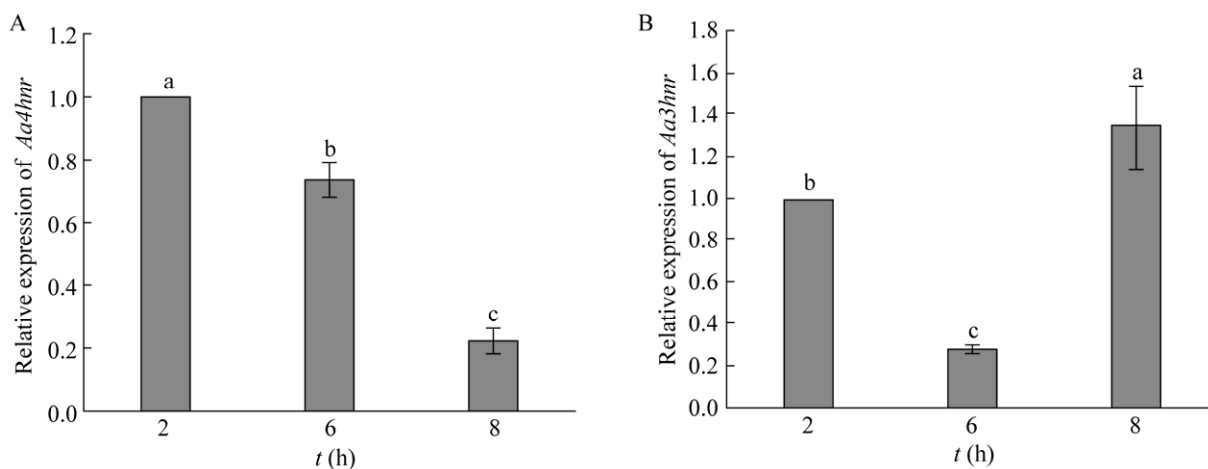 A
Relative expression of Aa4hnr
1.2
1.0
0.8
0.6
0.4
0.2
0.0
a
b
c
2 6 8
t (h)
B
Relative expression of Aa3hnr
1.8
1.6
1.4
1.2
1.0
0.8
0.6
0.4
0.2
0.0
b
c
a
2 6 8
t (h)